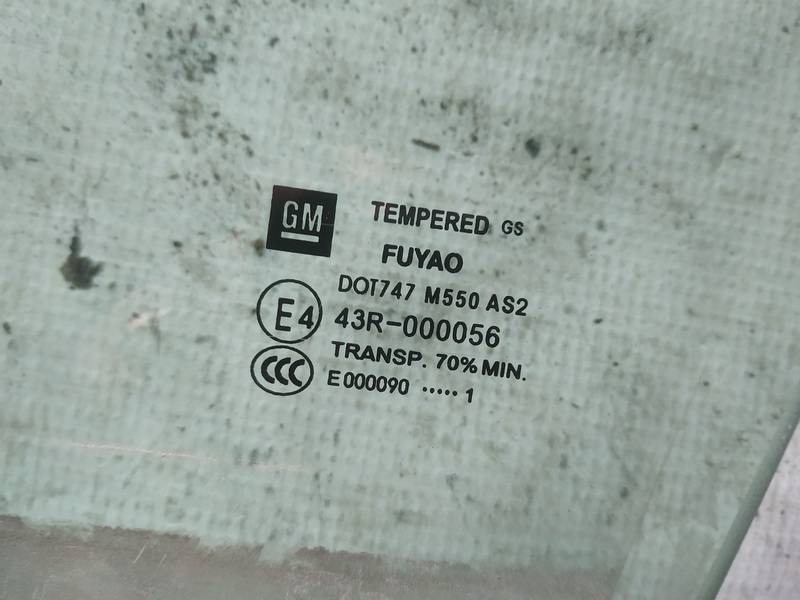 GM TEMPERED GS
FUYAO
DOT747 M550 AS2
E4 43R-000056
TRANSP. 70% MIN.
CCC E000090 ····· 1